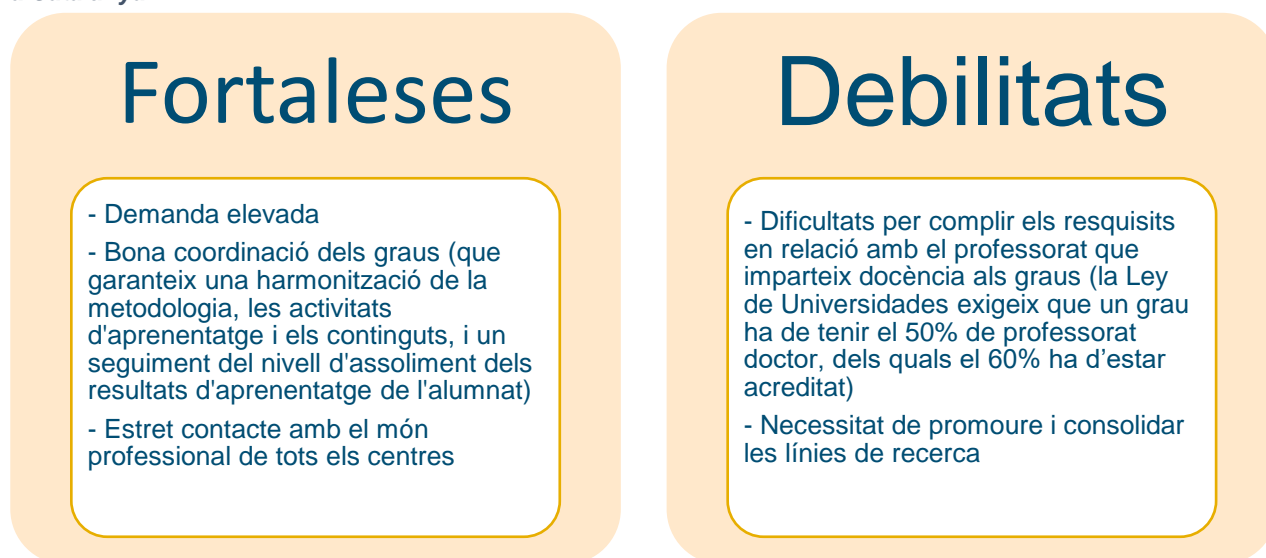 Fortaleses
- Demanda elevada
- Bona coordinació dels graus (que
garanteix una harmonització de la
metodologia, les activitats
d'aprenentatge i els continguts, i un
seguiment del nivell d'assoliment dels
resultats d'aprenentatge de l'alumnat)
- Estret contacte amb el món
professional de tots els centres
Debilitats
- Dificultats per complir els resquisits
en relació amb el professorat que
imparteix docència als graus (la Ley
de Universidades exigeix que un grau
ha de tenir el 50% de professorat
doctor, dels quals el 60% ha d’estar
acreditat)
- Necessitat de promoure i consolidar
les línies de recerca